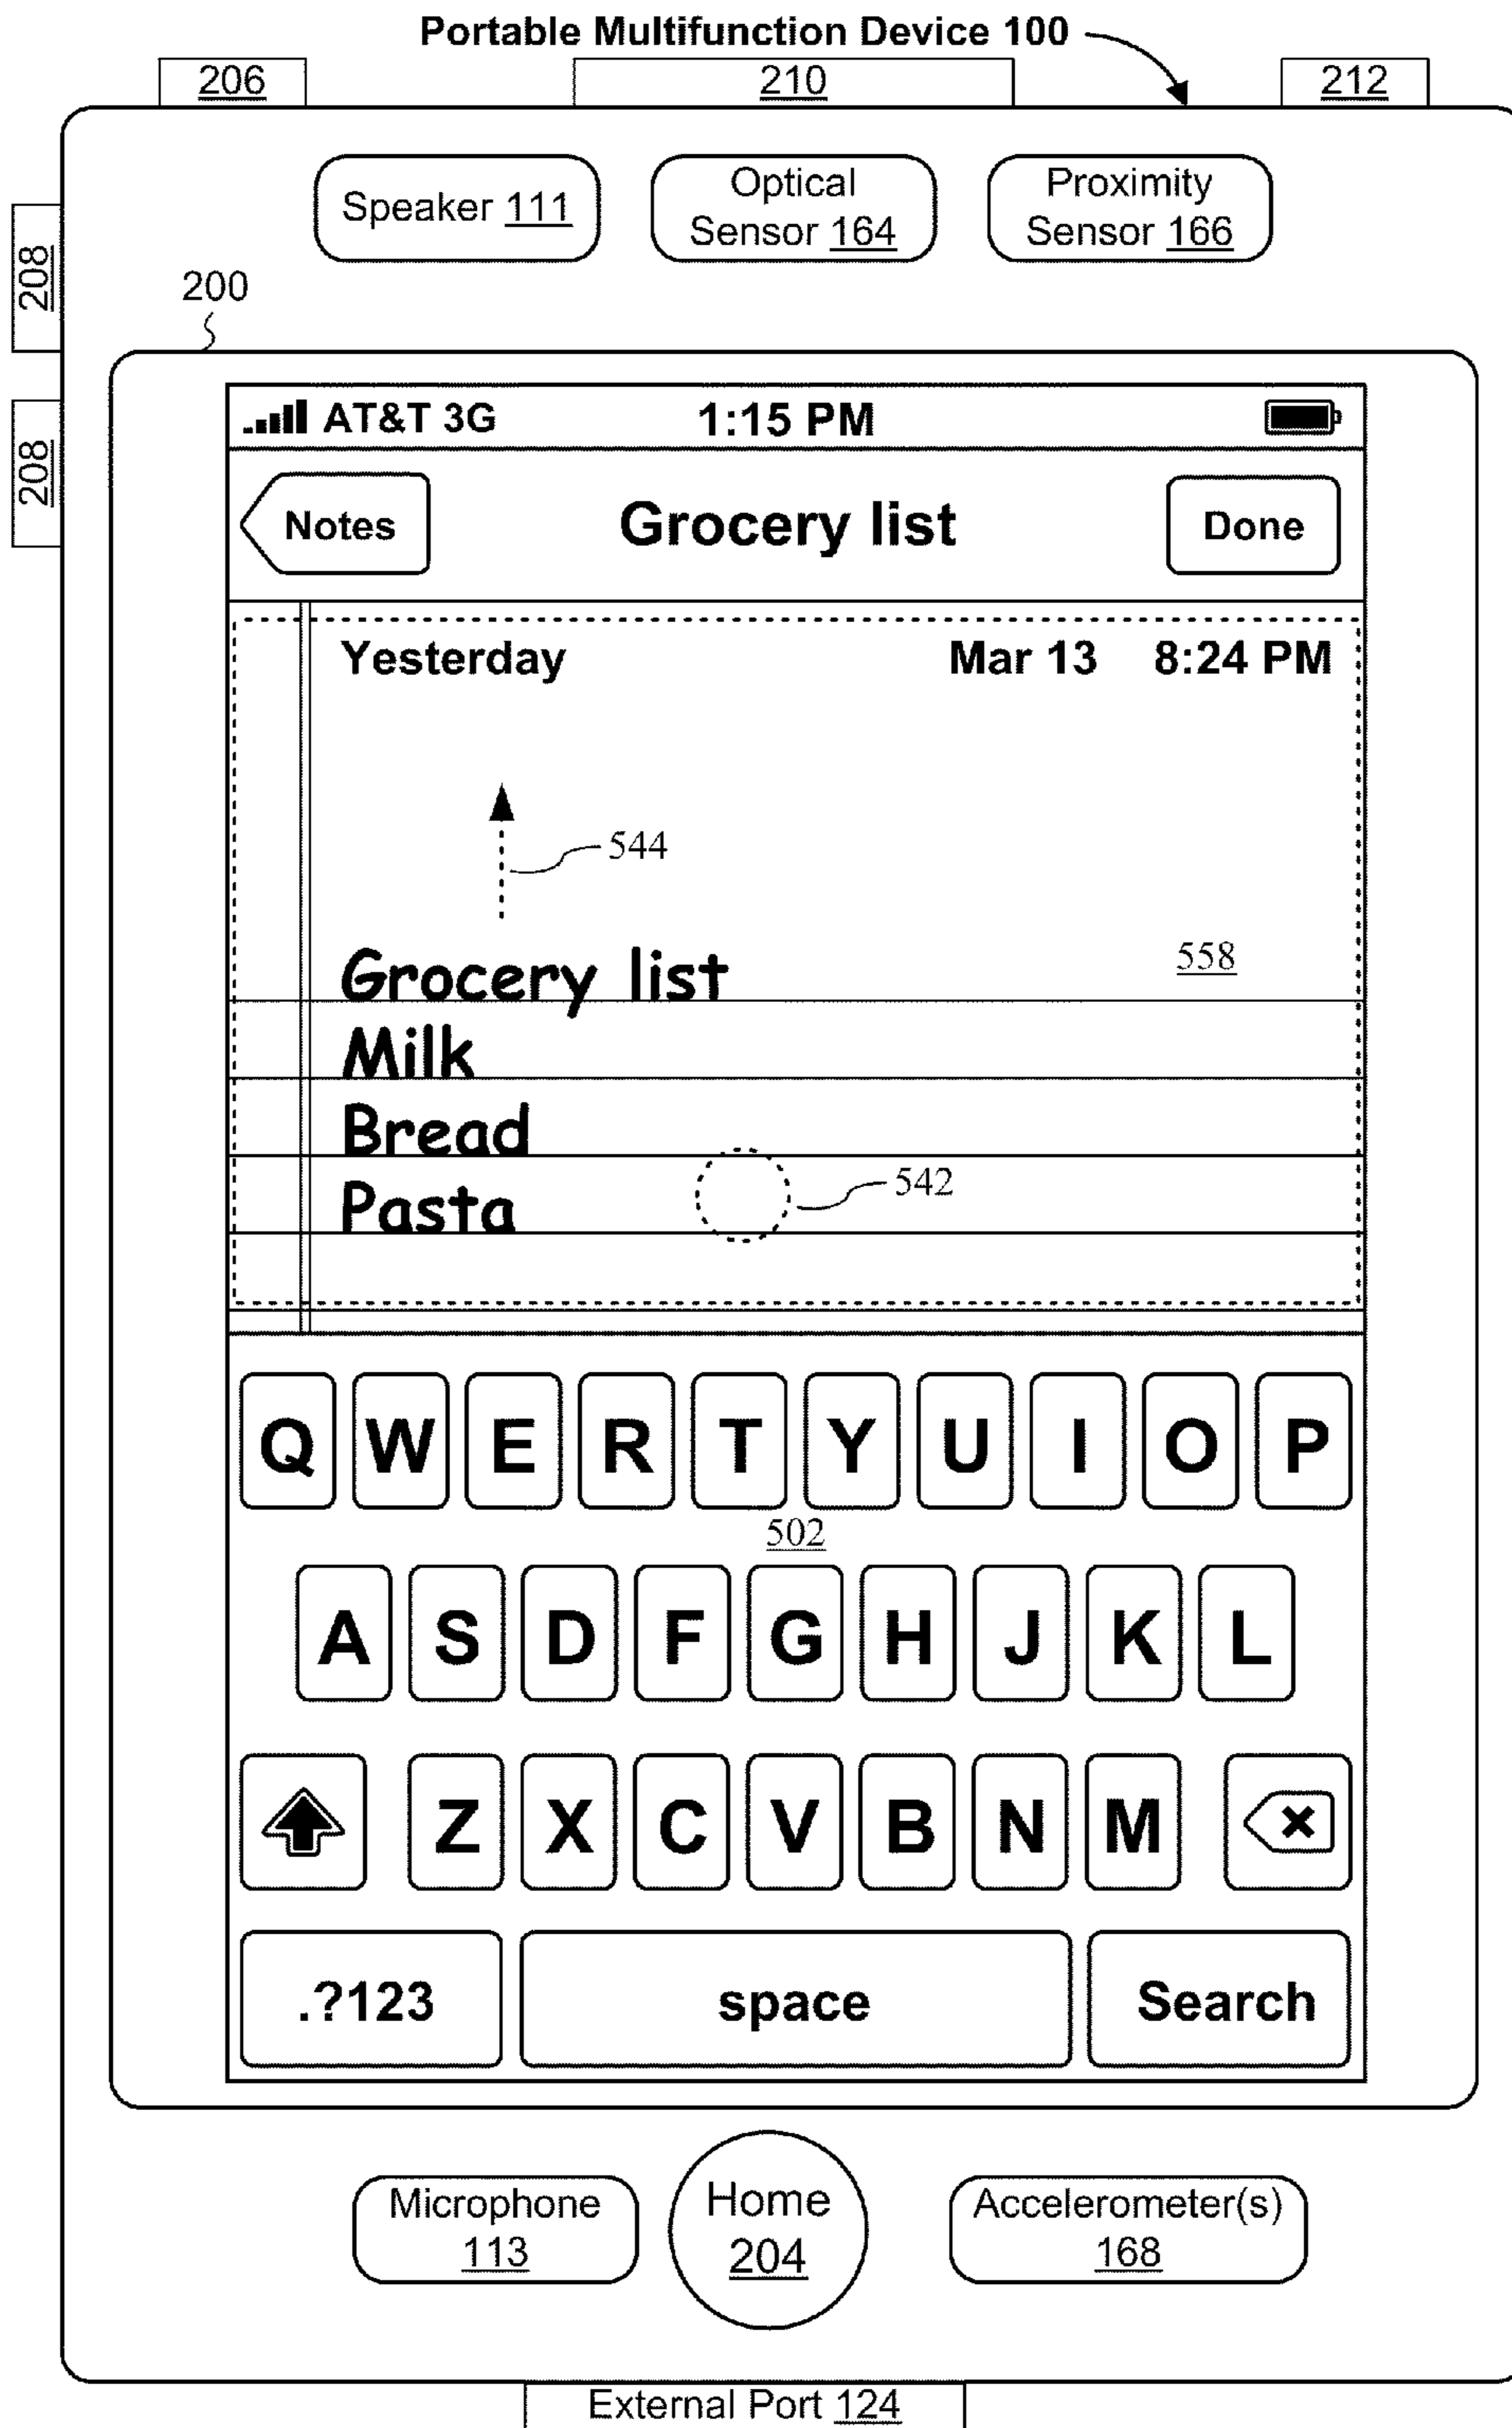 Portable Multifunction Device 100
206 210 212
Speaker 111
Optical
Sensor 164
Proximity
Sensor 166
208
200
208
AT&T 3G 1:15 PM
Notes Grocery list Done
Yesterday Mar 13 8:24 PM
544
Grocery list 558
Milk
Bread
Pasta 542
Q W E R T Y U I O P
502
A S D F G H J K L
Z X C V B N M
.?123 space Search
Microphone
113
Home
204
Accelerometer(s)
168
External Port 124